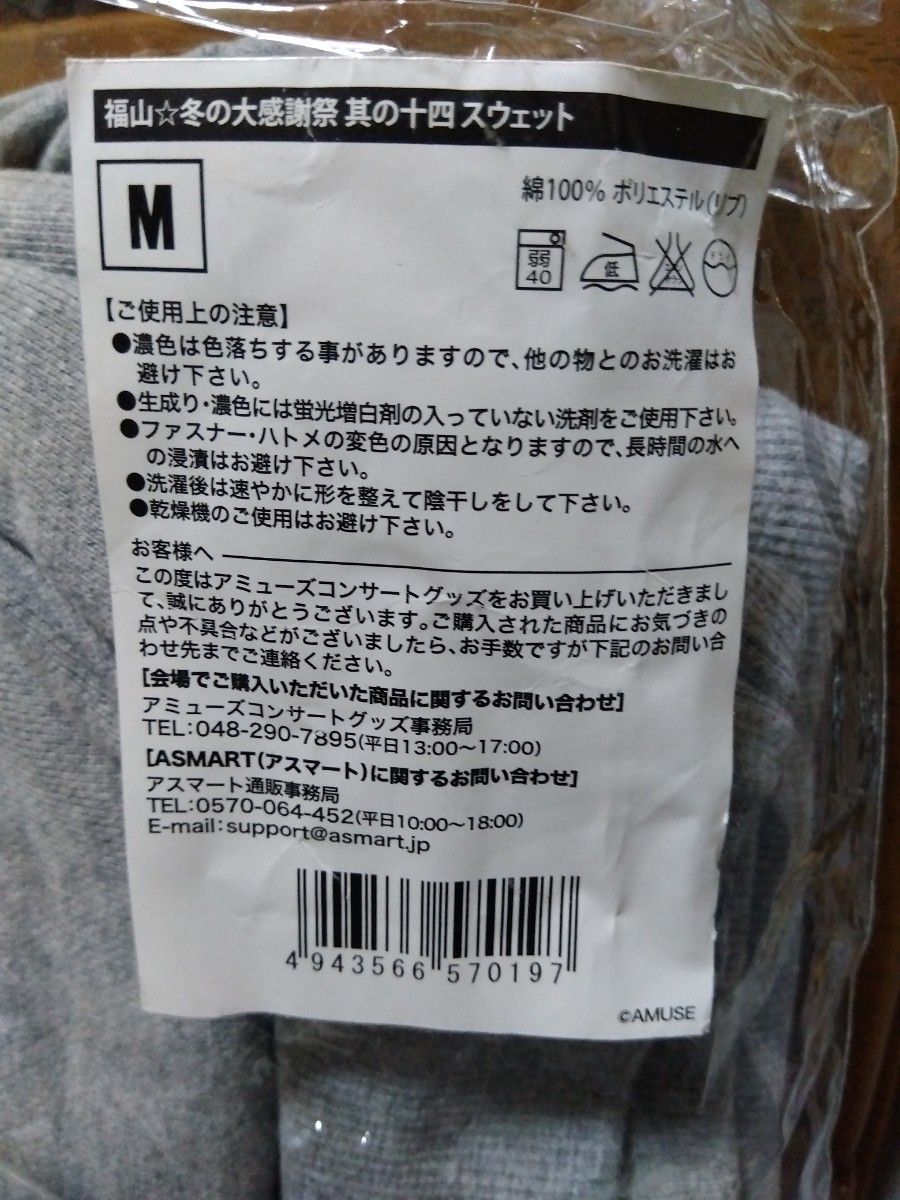 福山☆冬の大感謝祭 其の十四 スウェット
M
綿100% ポリエステル(リブ)
弱
40
低
【ご使用上の注意】
●濃色は色落ちする事がありますので、他の物とのお洗濯はお
避け下さい。
●生成り・濃色には蛍光増白剤の入っていない洗剤をご使用下さい。
●ファスナー・ハトメの変色の原因となりますので、長時間の水へ
の浸漬はお避け下さい。
●洗濯後は速やかに形を整えて陰干しをして下さい。
●乾燥機のご使用はお避け下さい。
お客様へ
この度はアミューズコンサートグッズをお買い上げいただきまし
て、誠にありがとうございます。ご購入された商品にお気づきの
点や不具合などがございましたら、お手数ですが下記のお問い合
わせ先までご連絡ください。
[会場でご購入いただいた商品に関するお問い合わせ]
アミューズコンサートグッズ事務局
TEL:048-290-7895(平日13:00～17:00)
[ASMART(アスマート)に関するお問い合わせ]
アスマート通販事務局
TEL:0570-064-452(平日10:00～18:00)
E-mail:support@asmart.jp
4 943566 570197
©AMUSE